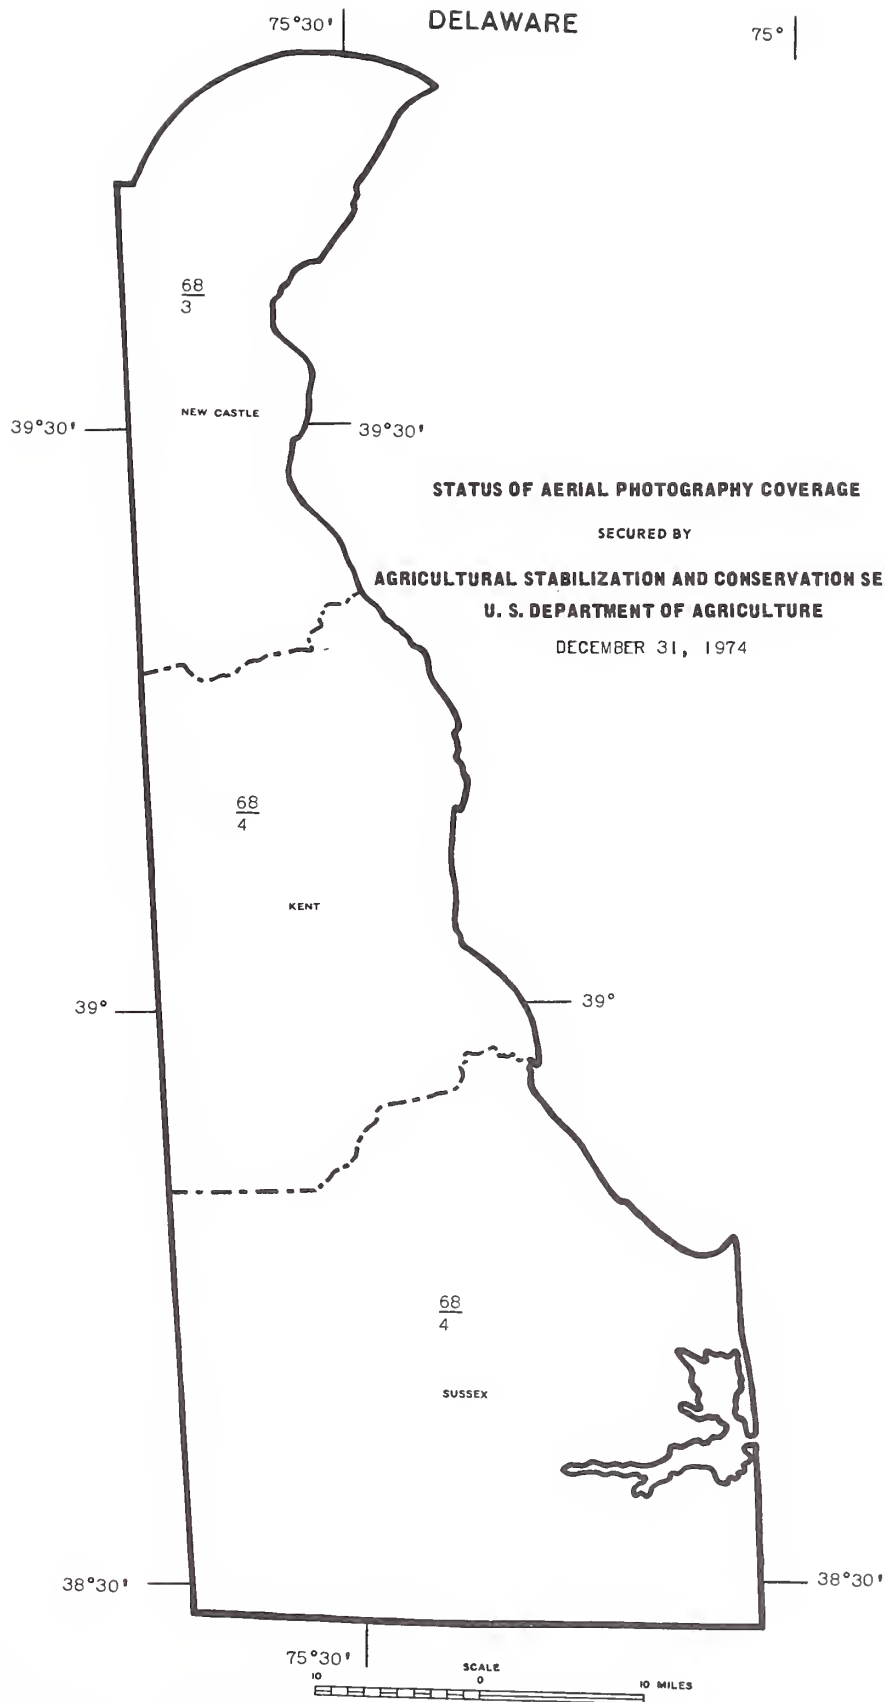 DELAWARE
75°30'
75°
68
3
NEW CASTLE
39°30'
39°30'
STATUS OF AERIAL PHOTOGRAPHY COVERAGE
SECURED BY
AGRICULTURAL STABILIZATION AND CONSERVATION SE
U. S. DEPARTMENT OF AGRICULTURE
DECEMBER 31, 1974
68
4
KENT
39°
39°
68
4
SUSSEX
38°30'
38°30'
75°30'
SCALE
10 0 10 MILES